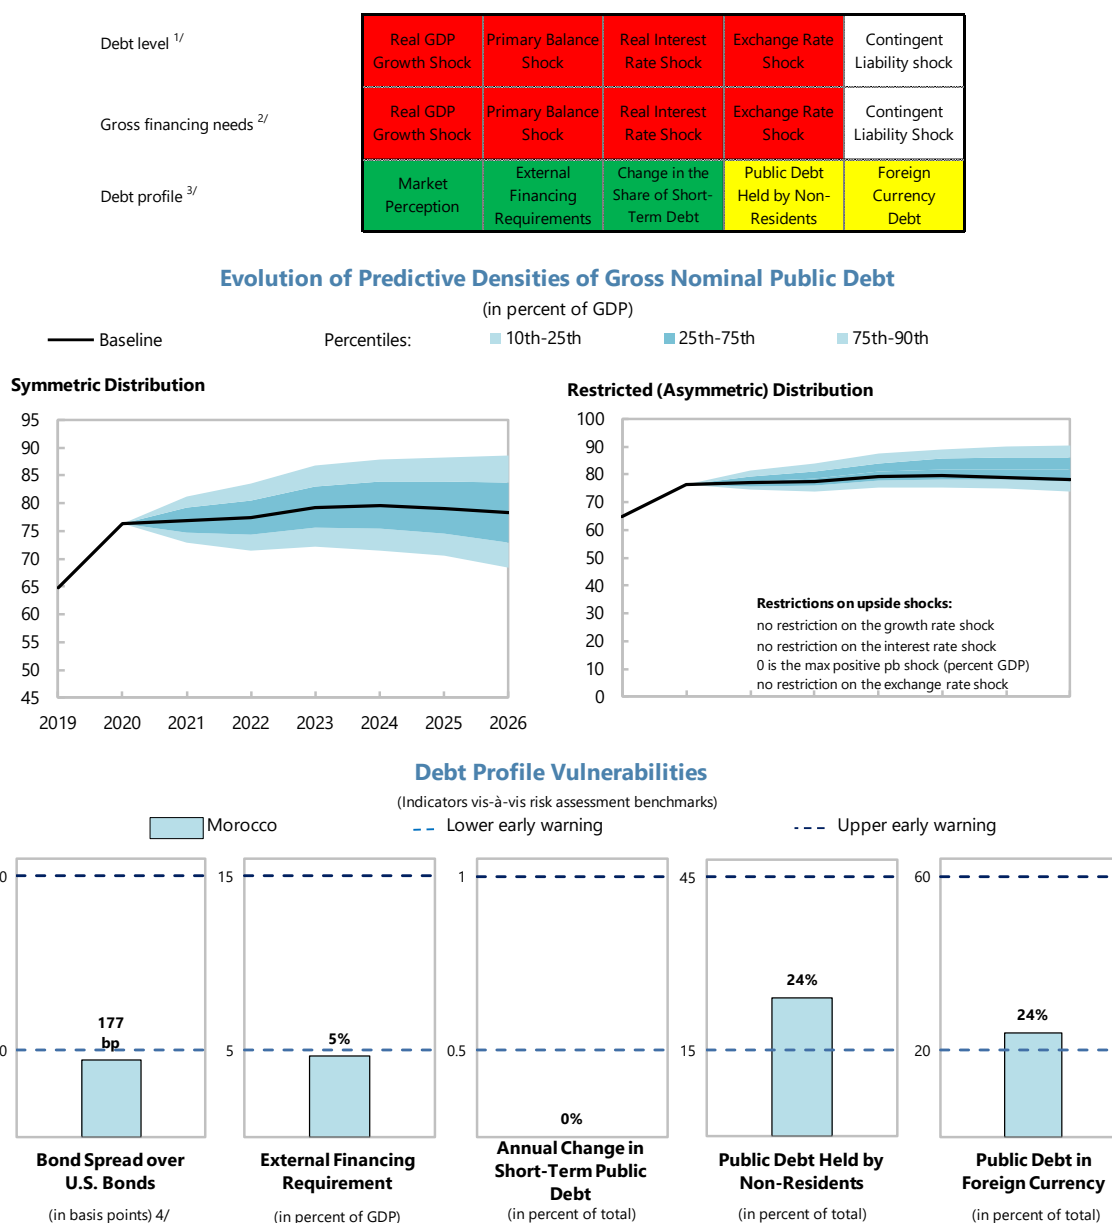 Debt level 1/
Real GDP Growth Shock
Primary Balance Shock
Real Interest Rate Shock
Exchange Rate Shock
Contingent Liability shock
Gross financing needs 2/
Real GDP Growth Shock
Primary Balance Shock
Real Interest Rate Shock
Exchange Rate Shock
Contingent Liability Shock
Debt profile 3/
Market Perception
External Financing Requirements
Change in the Share of Short-Term Debt
Public Debt Held by Non-Residents
Foreign Currency Debt
Evolution of Predictive Densities of Gross Nominal Public Debt
(in percent of GDP)
Baseline
Percentiles:
10th-25th
25th-75th
75th-90th
Symmetric Distribution
95
90
85
80
75
70
65
60
55
50
45
2019 2020 2021 2022 2023 2024 2025 2026
Restricted (Asymmetric) Distribution
100
90
80
70
60
50
40
30
20
10
0
Restrictions on upside shocks:
no restriction on the growth rate shock
no restriction on the interest rate shock
0 is the max positive pb shock (percent GDP)
no restriction on the exchange rate shock
Debt Profile Vulnerabilities
(Indicators vis-à-vis risk assessment benchmarks)
Morocco
Lower early warning
Upper early warning
0
0
177
bp
Bond Spread over
U.S. Bonds
(in basis points) 4/
15
5
5%
External Financing
Requirement
(in percent of GDP)
1
0.5
0%
Annual Change in
Short-Term Public
Debt
(in percent of total)
45
15
24%
Public Debt Held by
Non-Residents
(in percent of total)
60
20
24%
Public Debt in
Foreign Currency
(in percent of total)